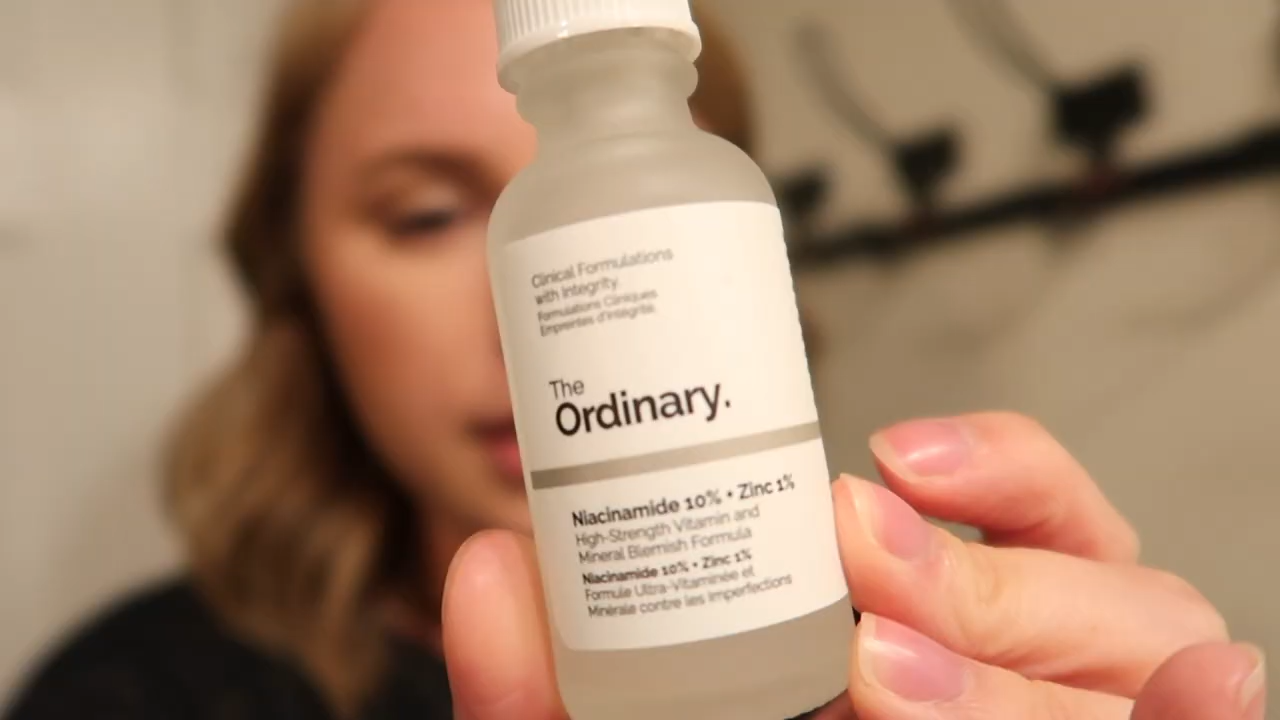 Clinical Formulations
with Integrity.
Formulations Cliniques
Empreintes d'intégrité.
The
Ordinary.
Niacinamide 10% + Zinc 1%
High-Strength Vitamin and
Mineral Blemish Formula
Niacinamide 10% + Zinc 1%
Formule Ultra-Vitaminée et
Minérale contre les imperfections